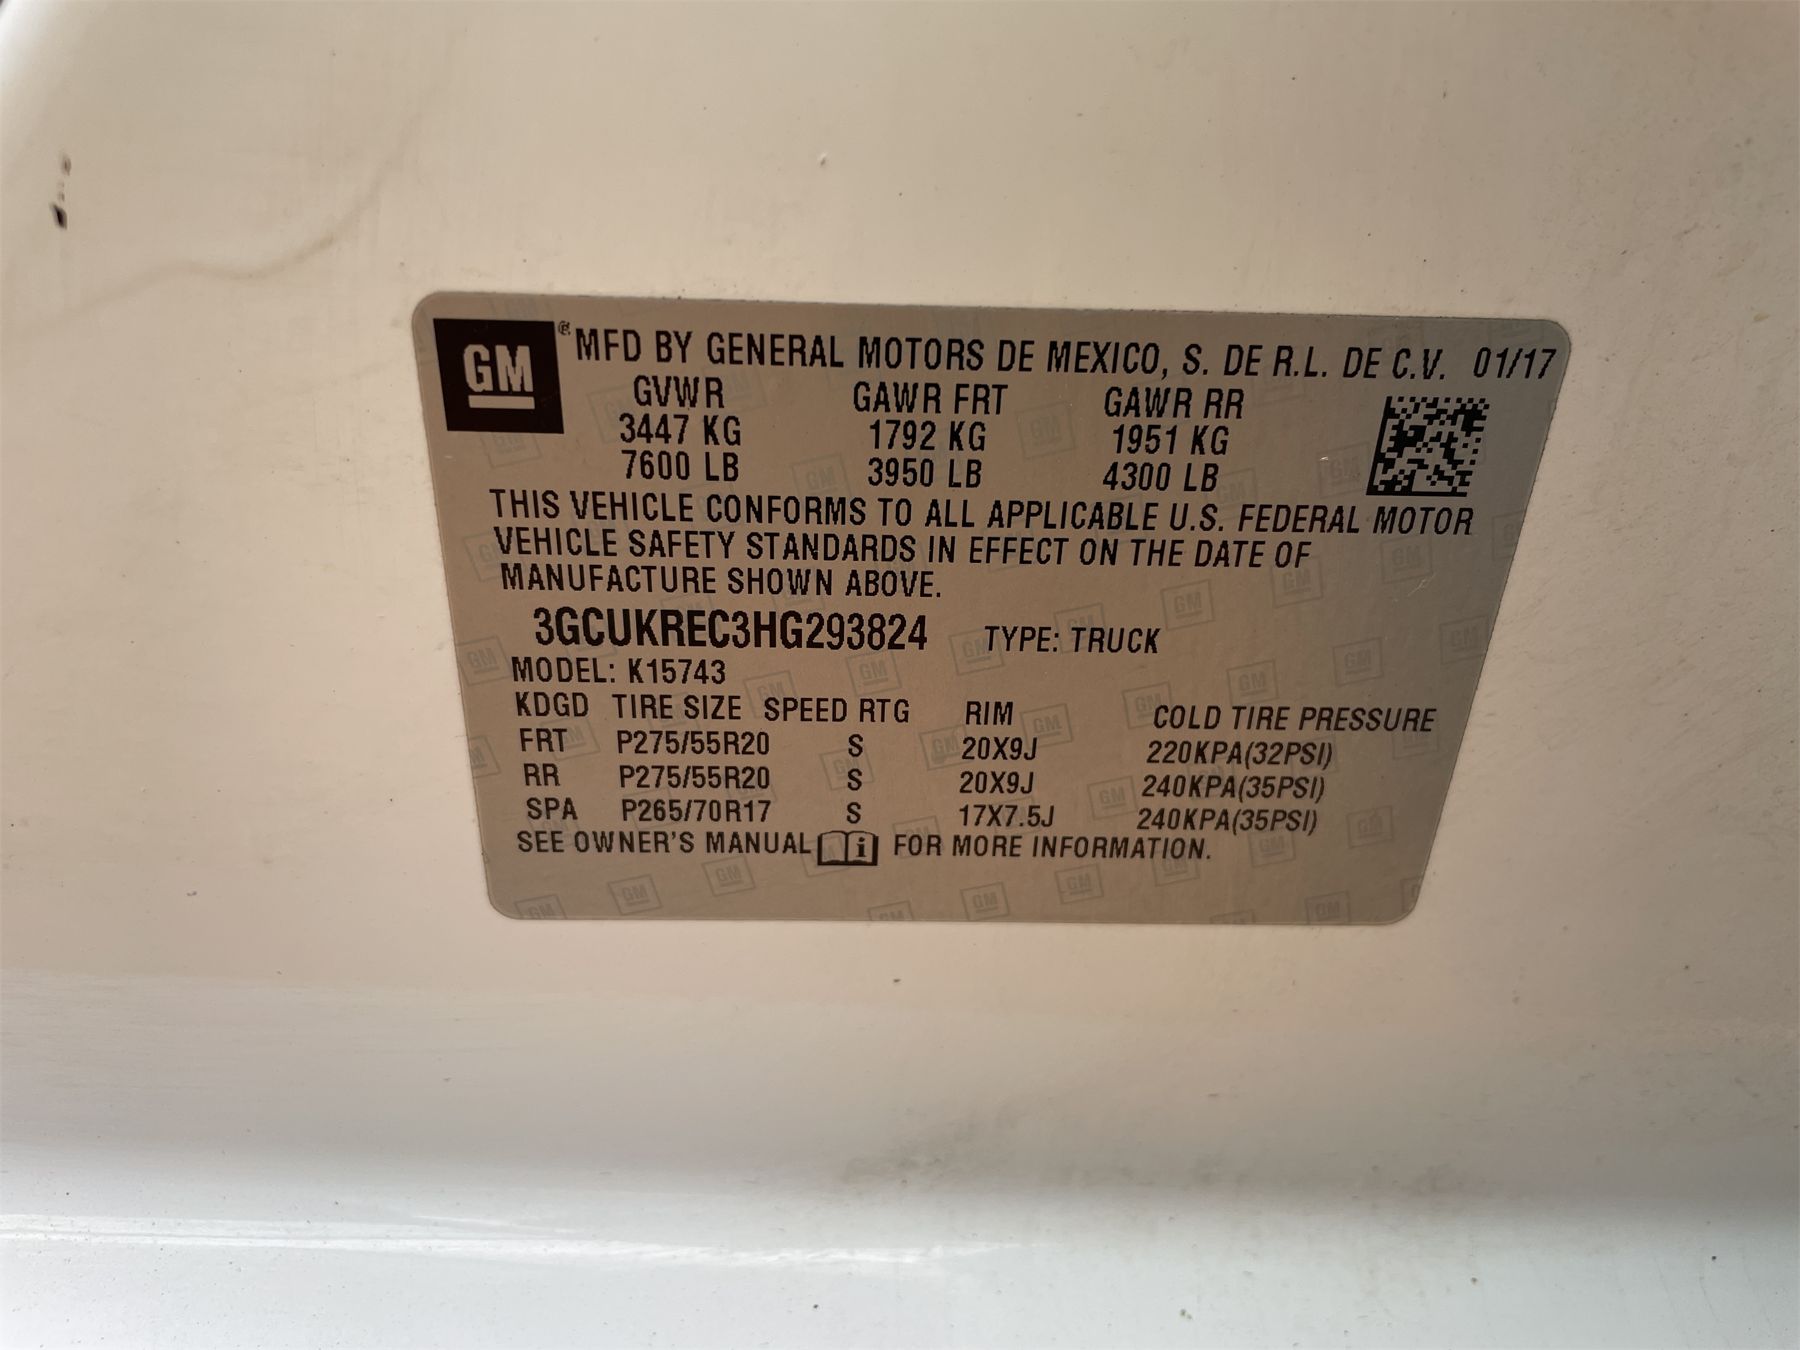 GM ® MFD BY GENERAL MOTORS DE MEXICO, S. DE R.L. DE C.V. 01/17
GVWR GAWR FRT GAWR RR
3447 KG 1792 KG 1951 KG
7600 LB 3950 LB 4300 LB
THIS VEHICLE CONFORMS TO ALL APPLICABLE U.S. FEDERAL MOTOR
VEHICLE SAFETY STANDARDS IN EFFECT ON THE DATE OF
MANUFACTURE SHOWN ABOVE.
3GCUKREC3HG293824 TYPE: TRUCK
MODEL: K15743
KDGD TIRE SIZE SPEED RTG RIM COLD TIRE PRESSURE
FRT P275/55R20 S 20X9J 220KPA(32PSI)
RR P275/55R20 S 20X9J 240KPA(35PSI)
SPA P265/70R17 S 17X7.5J 240KPA(35PSI)
SEE OWNER'S MANUAL i FOR MORE INFORMATION.